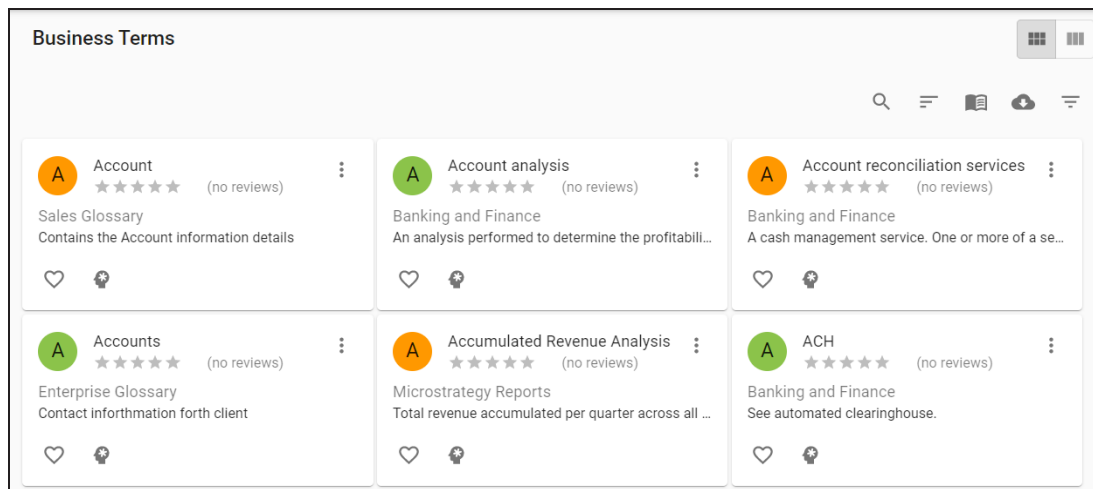 Business Terms
A Account
(no reviews)
Sales Glossary
Contains the Account information details
A Account analysis
(no reviews)
Banking and Finance
An analysis performed to determine the profitabili...
A Account reconciliation services
(no reviews)
Banking and Finance
A cash management service. One or more of a se...
A Accounts
(no reviews)
Enterprise Glossary
Contact inforthmation forth client
A Accumulated Revenue Analysis
(no reviews)
Microstrategy Reports
Total revenue accumulated per quarter across all ...
A ACH
(no reviews)
Banking and Finance
See automated clearinghouse.